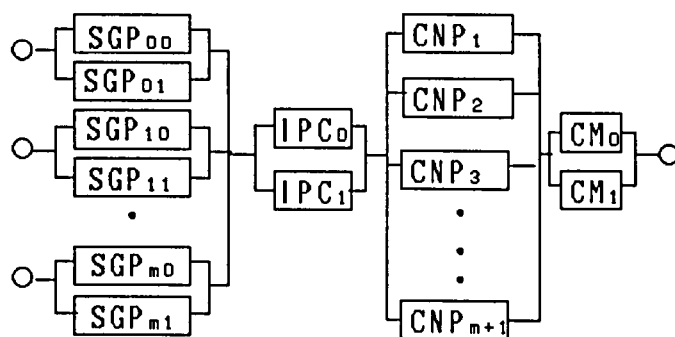 SGP₀₀
SGP₀₁
SGP₁₀
SGP₁₁
SGPₘ₀
SGPₘ₁
IPC₀
IPC₁
CNP₁
CNP₂
CNP₃
CNPₘ₊₁
CM₀
CM₁